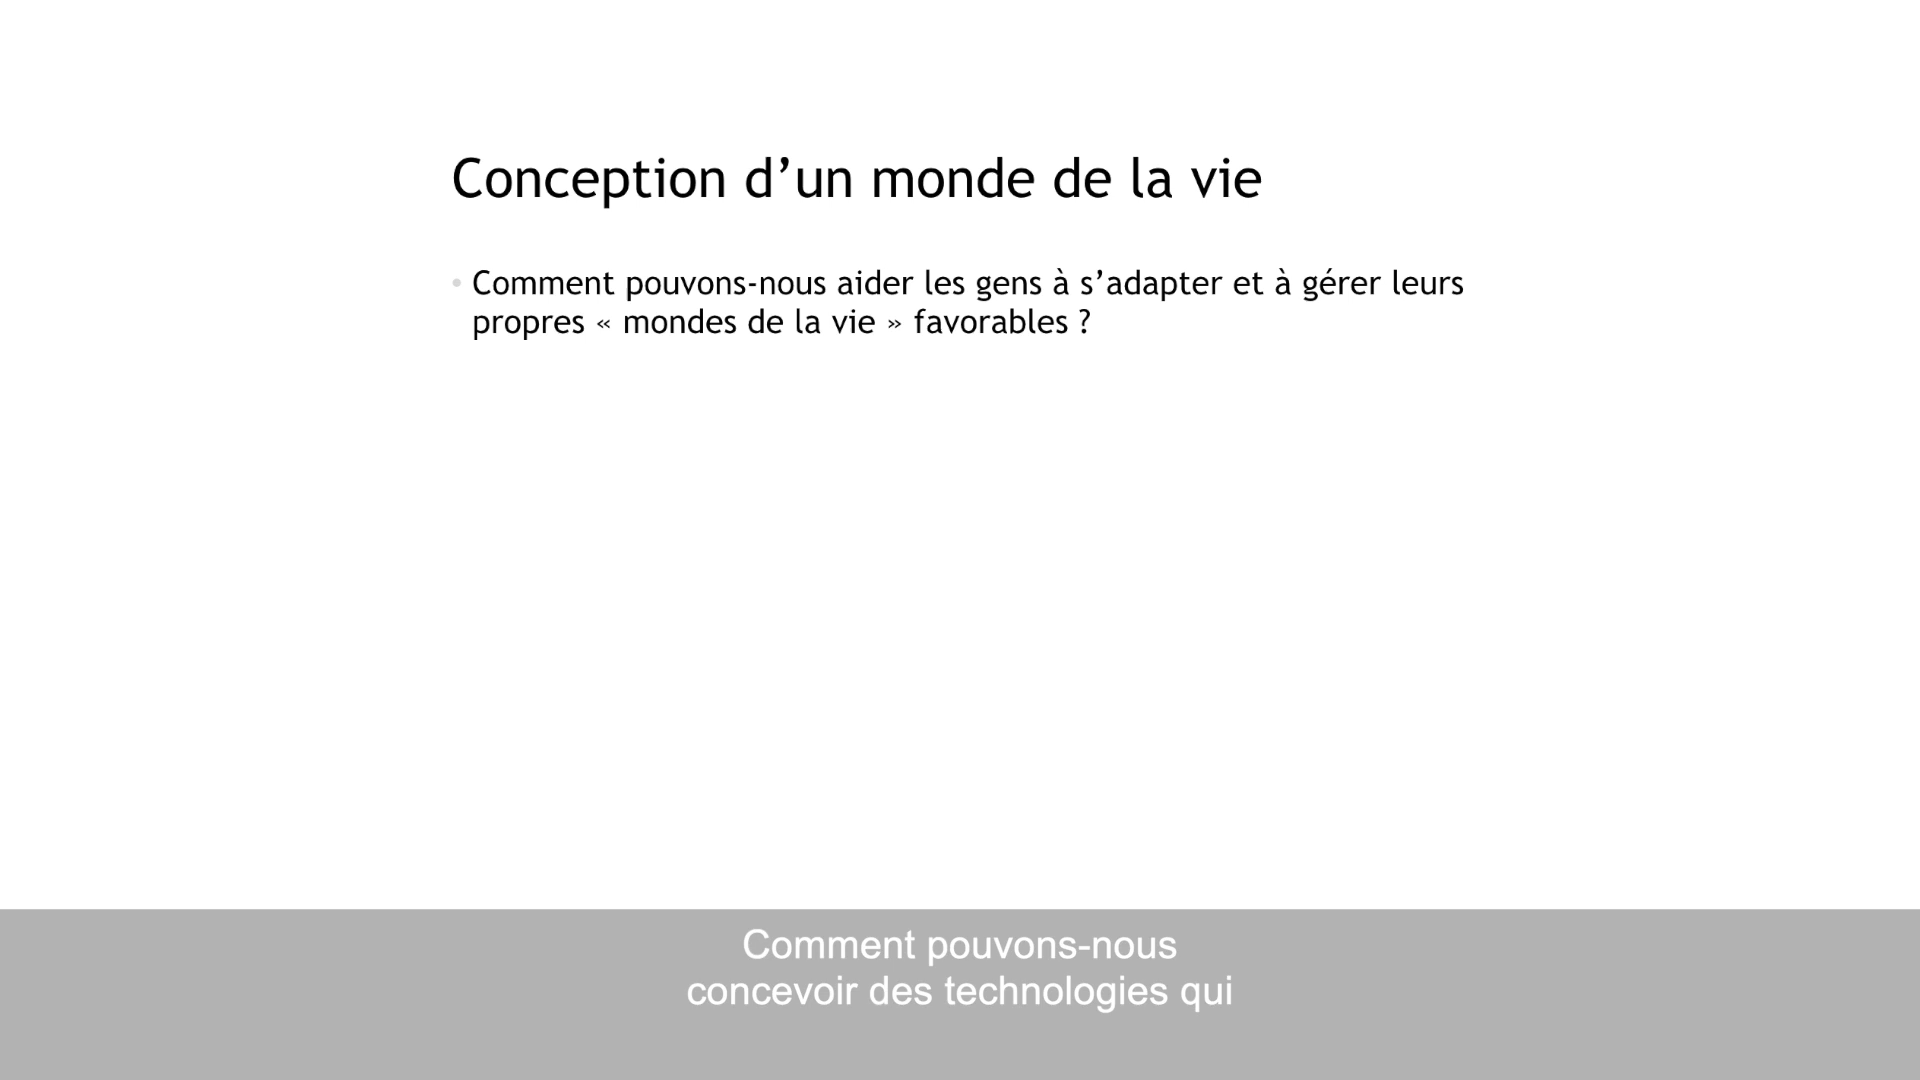 Conception d’un monde de la vie
• Comment pouvons-nous aider les gens à s’adapter et à gérer leurs
propres « mondes de la vie » favorables ?
Comment pouvons-nous
concevoir des technologies qui